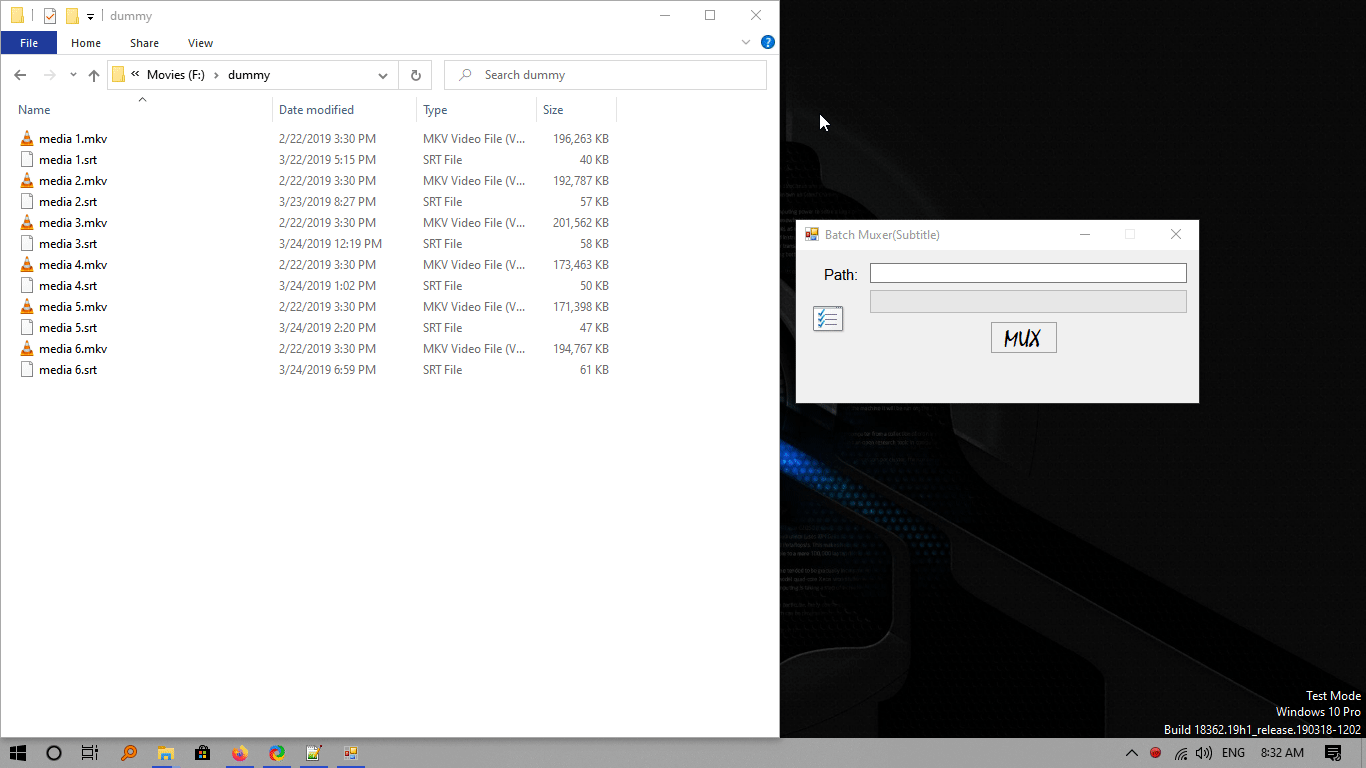 dummy
File Home Share View
Movies (F:) dummy Search dummy
Name Date modified Type Size
media 1.mkv 2/22/2019 3:30 PM MKV Video File (V... 196,263 KB
media 1.srt 3/22/2019 5:15 PM SRT File 40 KB
media 2.mkv 2/22/2019 3:30 PM MKV Video File (V... 192,787 KB
media 2.srt 3/23/2019 8:27 PM SRT File 57 KB
media 3.mkv 2/22/2019 3:30 PM MKV Video File (V... 201,562 KB
media 3.srt 3/24/2019 12:19 PM SRT File 58 KB
media 4.mkv 2/22/2019 3:30 PM MKV Video File (V... 173,463 KB
media 4.srt 3/24/2019 1:02 PM SRT File 50 KB
media 5.mkv 2/22/2019 3:30 PM MKV Video File (V... 171,398 KB
media 5.srt 3/24/2019 2:20 PM SRT File 47 KB
media 6.mkv 2/22/2019 3:30 PM MKV Video File (V... 194,767 KB
media 6.srt 3/24/2019 6:59 PM SRT File 61 KB
Batch Muxer(Subtitle)
Path:
MUX
Test Mode
Windows 10 Pro
Build 18362.19h1_release.190318-1202
ENG 8:32 AM